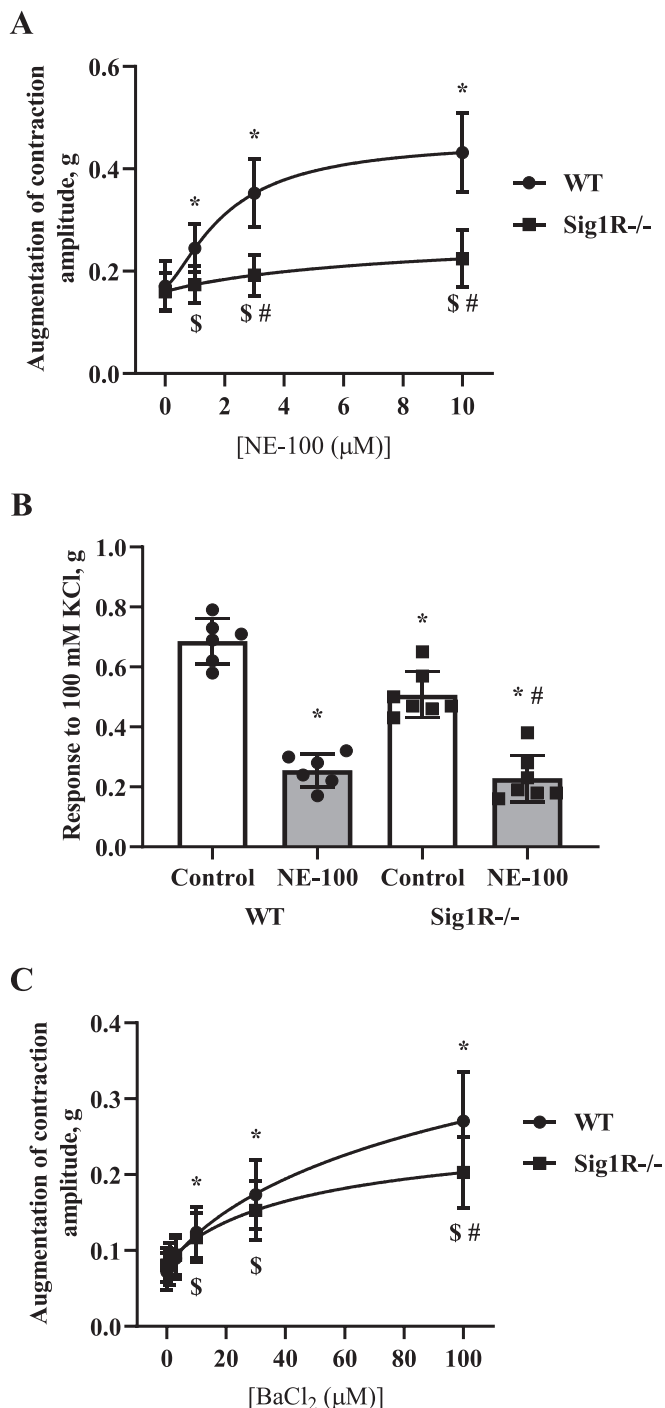 A
Augmentation of contraction
amplitude, g
0.6
0.4
0.2
0.0
* * *
$ $ # $ #
0 2 4 6 8 10
[NE-100 (μM)]
WT
Sig1R-/-
B
Response to 100 mM KCl, g
1.0
0.8
0.6
0.4
0.2
0.0
* * * #
Control NE-100 Control NE-100
WT Sig1R-/-
C
Augmentation of contraction
amplitude, g
0.4
0.3
0.2
0.1
0.0
* * *
$ $ $ #
0 20 40 60 80 100
[BaCl₂ (μM)]
WT
Sig1R-/-